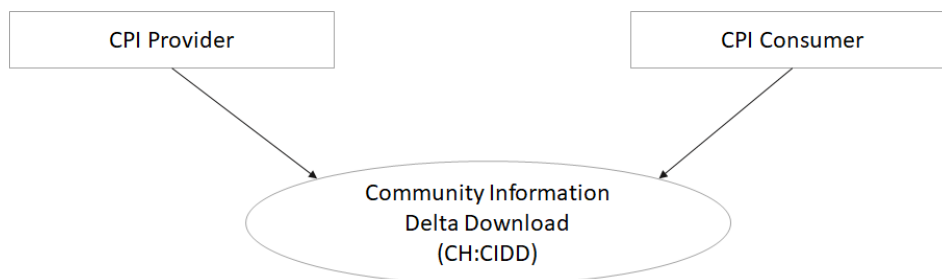 CPI Provider
CPI Consumer
Community Information
Delta Download
(CH:CIDD)